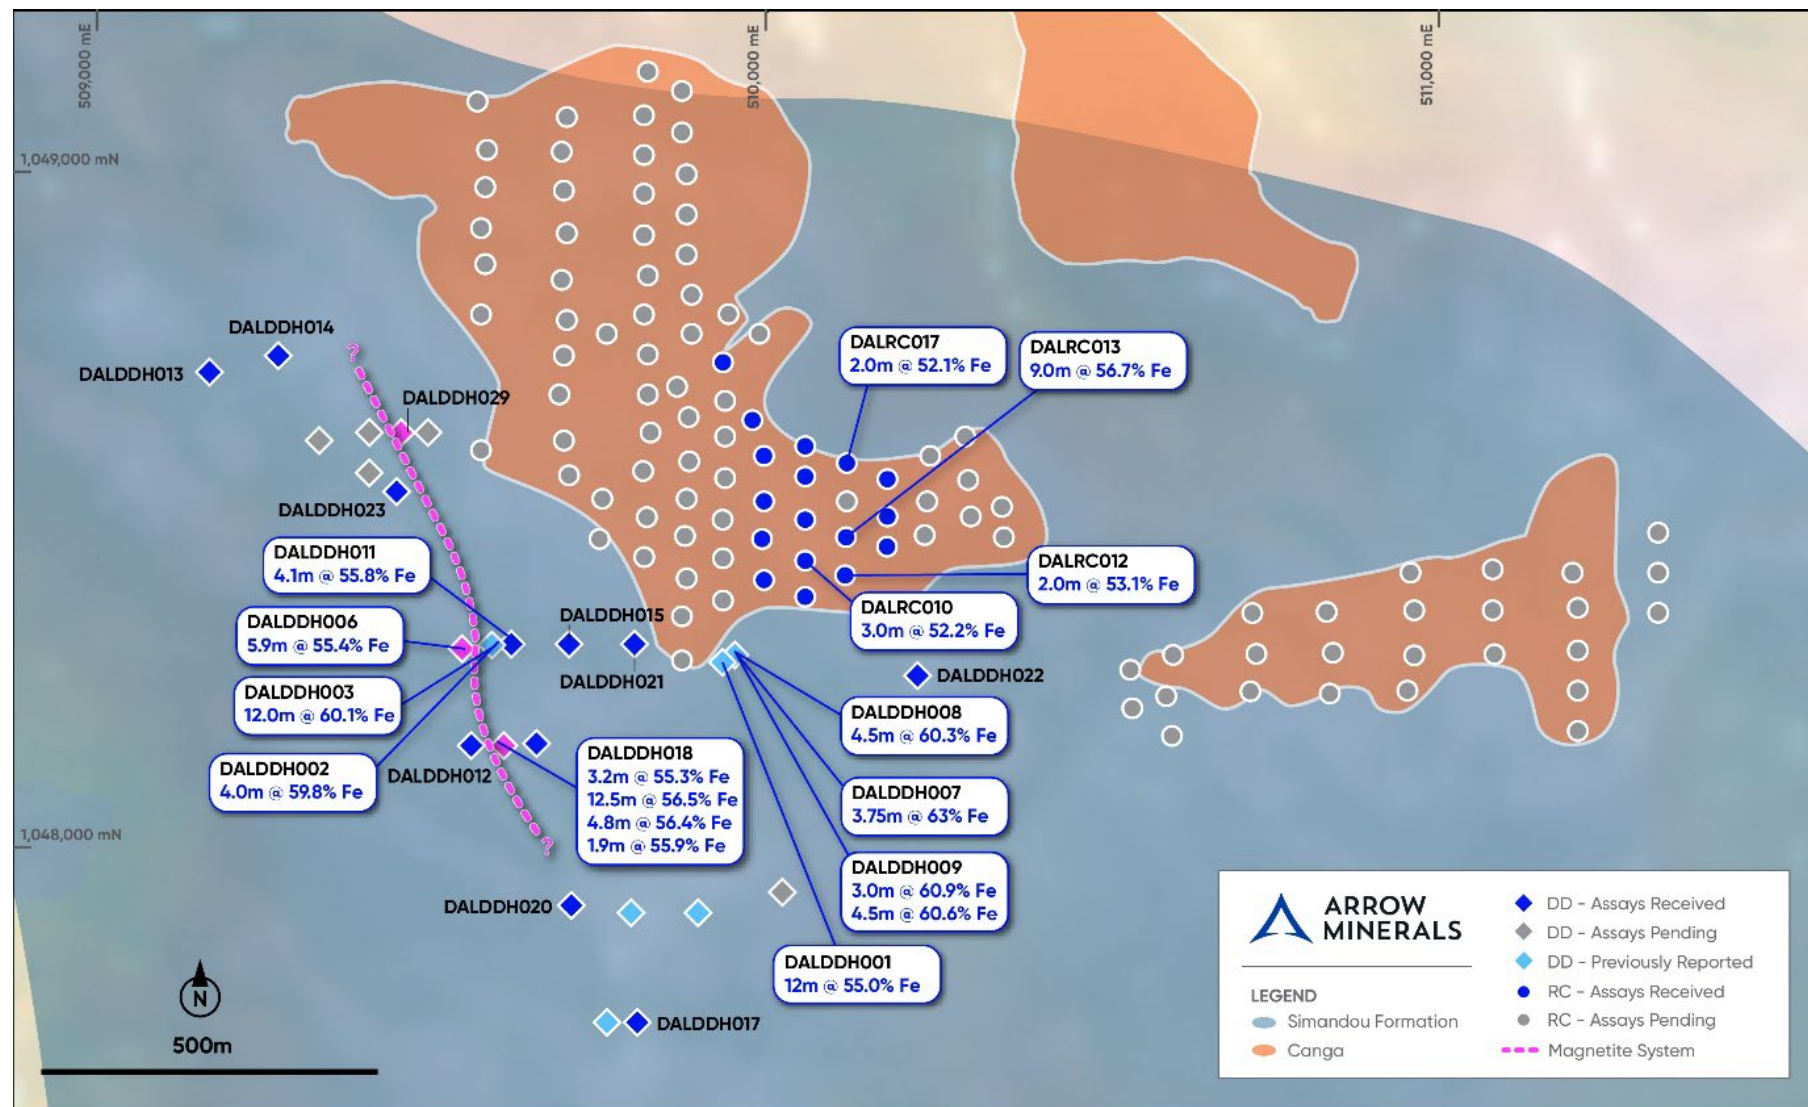 509,000 mE
510,000 mE
511,000 mE
1,049,000 mN
1,048,000 mN
DALDDH014
DALDDH013
?
DALDDH029
DALDDH023
DALRC017
2.0m @ 52.1% Fe
DALRC013
9.0m @ 56.7% Fe
DALDDH011
4.1m @ 55.8% Fe
DALRC012
2.0m @ 53.1% Fe
DALDDH006
5.9m @ 55.4% Fe
DALDDH015
DALRC010
3.0m @ 52.2% Fe
DALDDH003
12.0m @ 60.1% Fe
DALDDH021
DALDDH022
DALDDH008
4.5m @ 60.3% Fe
DALDDH002
4.0m @ 59.8% Fe
DALDDH012
DALDDH018
3.2m @ 55.3% Fe
12.5m @ 56.5% Fe
4.8m @ 56.4% Fe
1.9m @ 55.9% Fe
?
DALDDH007
3.75m @ 63% Fe
DALDDH009
3.0m @ 60.9% Fe
4.5m @ 60.6% Fe
DALDDH020
DALDDH001
12m @ 55.0% Fe
DALDDH017
N
500m
ARROW
MINERALS
LEGEND
Simandou Formation
Canga
DD - Assays Received
DD - Assays Pending
DD - Previously Reported
RC - Assays Received
RC - Assays Pending
Magnetite System